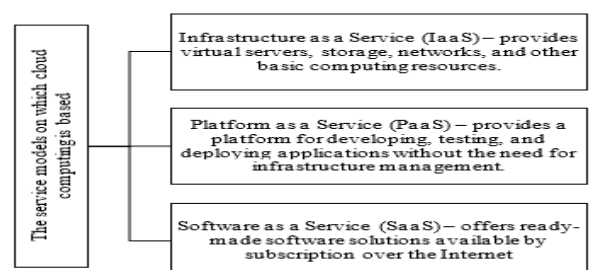 The service models on which cloud
computing is based
Infrastructure as a Service (IaaS) – provides
virtual servers, storage, networks, and other
basic computing resources.
Platform as a Service (PaaS) – provides a
platform for developing, testing, and
deploying applications without the need for
infrastructure management.
Software as a Service (SaaS) – offers ready-
made software solutions available by
subscription over the Internet